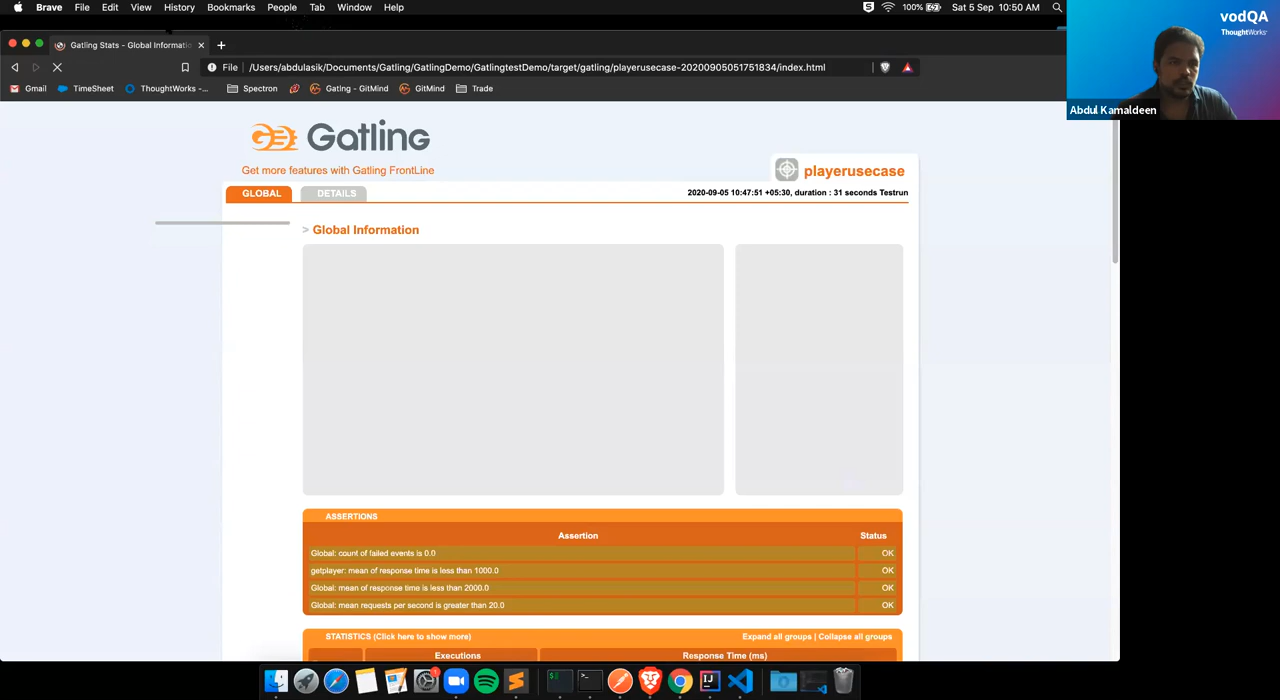 Brave File Edit View History Bookmarks People Tab Window Help
100% Sat 5 Sep 10:50 AM
vodQA
ThoughtWorks
Abdul Kamaldeen
Gatling Stats - Global Informatio
File /Users/abdulasik/Documents/Gatling/GatlingDemo/GatlingtestDemo/target/gatling/playerusecase-20200905051751834/index.html
Gmail TimeSheet ThoughtWorks -... Spectron Gatlng - GitMind GitMind Trade
Gatling
Get more features with Gatling FrontLine
playerusecase
GLOBAL DETAILS
2020-09-05 10:47:51 +05:30, duration : 31 seconds Testrun
> Global Information
ASSERTIONS
Assertion Status
Global: count of failed events is 0.0 OK
getplayer: mean of response time is less than 1000.0 OK
Global: mean of response time is less than 2000.0 OK
Global: mean requests per second is greater than 20.0 OK
STATISTICS (Click here to show more) Expand all groups | Collapse all groups
Executions Response Time (ms)